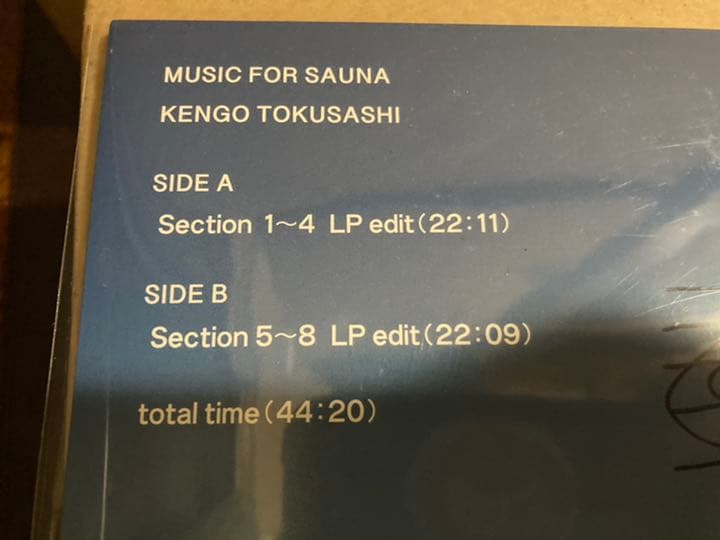 MUSIC FOR SAUNA
KENGO TOKUSASHI
SIDE A
Section 1～4 LP edit(22:11)
SIDE B
Section 5～8 LP edit(22:09)
total time(44:20)